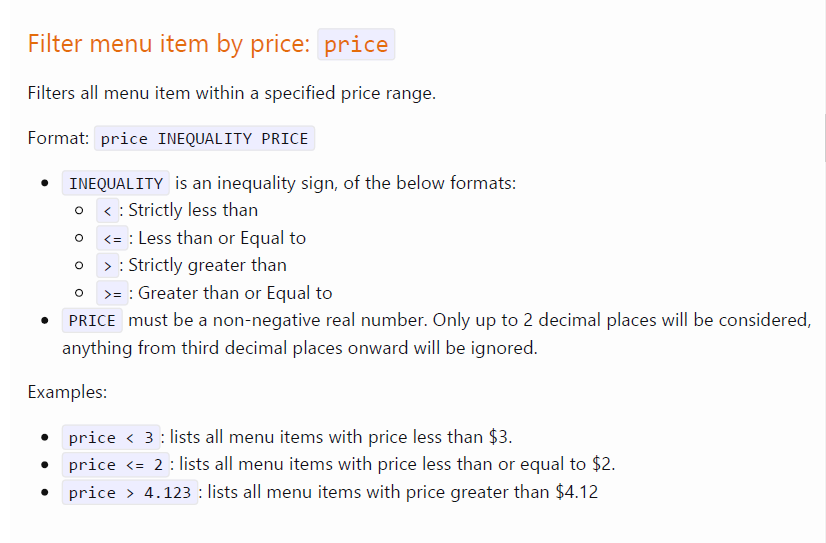 Filter menu item by price: price
Filters all menu item within a specified price range.
Format: price INEQUALITY PRICE
INEQUALITY is an inequality sign, of the below formats:
< : Strictly less than
<= : Less than or Equal to
> : Strictly greater than
>= : Greater than or Equal to
PRICE must be a non-negative real number. Only up to 2 decimal places will be considered,
anything from third decimal places onward will be ignored.
Examples:
price < 3 : lists all menu items with price less than $3.
price <= 2 : lists all menu items with price less than or equal to $2.
price > 4.123 : lists all menu items with price greater than $4.12